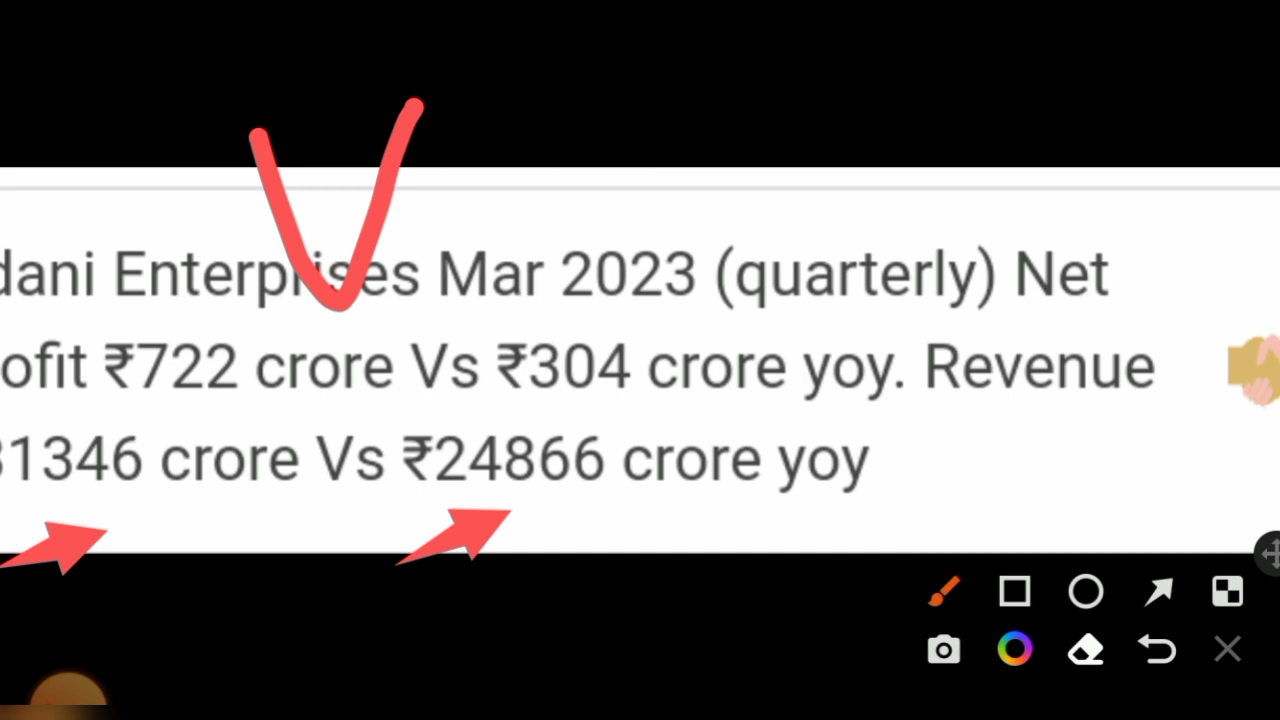 dani Enterprises Mar 2023 (quarterly) Net
ofit ₹722 crore Vs ₹304 crore yoy. Revenue
31346 crore Vs ₹24866 crore yoy